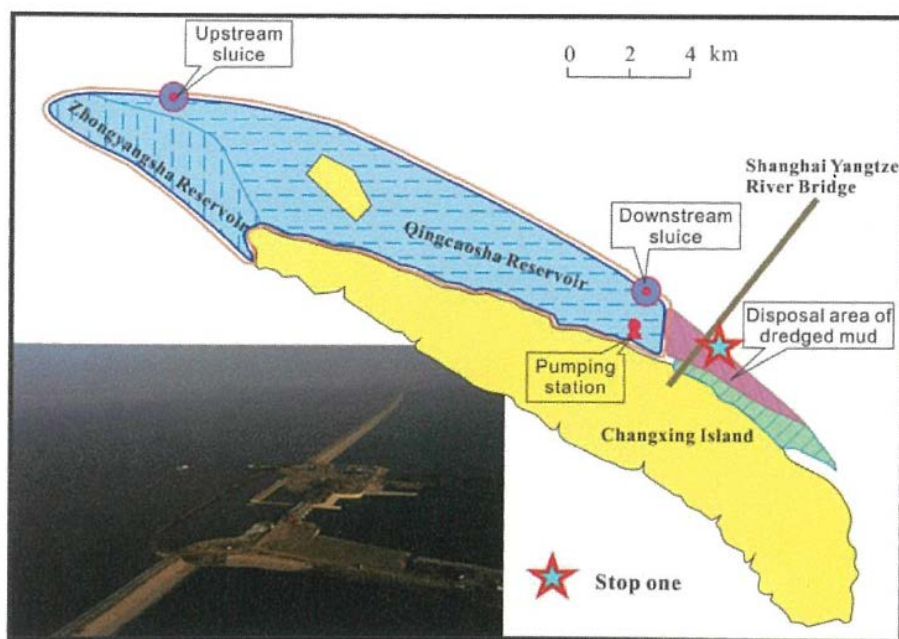 Upstream
sluice
0 2 4 km
Zhongyangsha Reservoir
Shanghai Yangtze
River Bridge
Qingcaosha Reservoir
Downstream
sluice
Disposal area of
dredged mud
Pumping
station
Changxing Island
Stop one